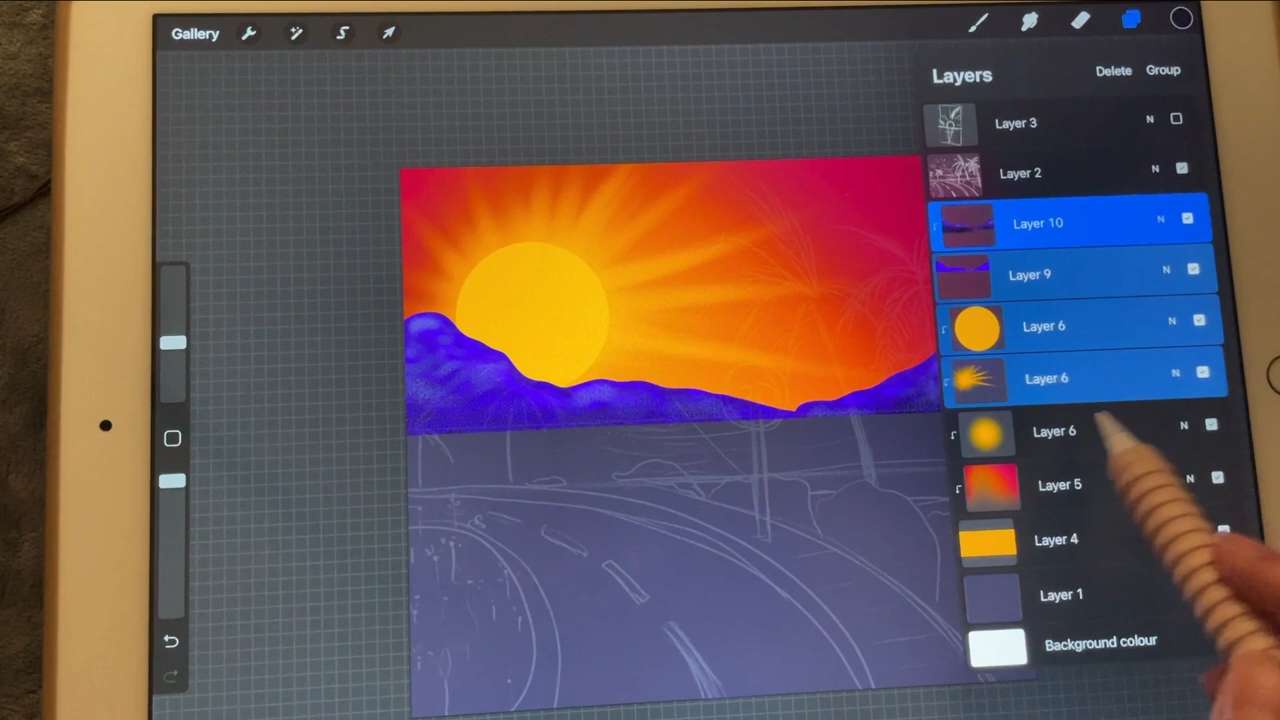 Gallery
Layers Delete Group
Layer 3 N
Layer 2 N
Layer 10 N
Layer 9 N
Layer 6 N
Layer 6 N
Layer 6 N
Layer 5 N
Layer 4
Layer 1
Background colour